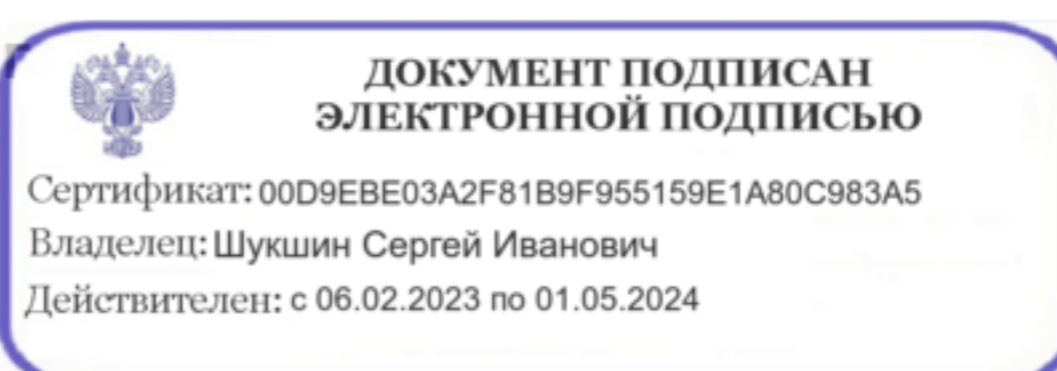 ДОКУМЕНТ ПОДПИСАН
ЭЛЕКТРОННОЙ ПОДПИСЬЮ
Сертификат: 00D9EBE03A2F81B9F955159E1A80C983A5
Владелец: Шукшин Сергей Иванович
Действителен: с 06.02.2023 по 01.05.2024